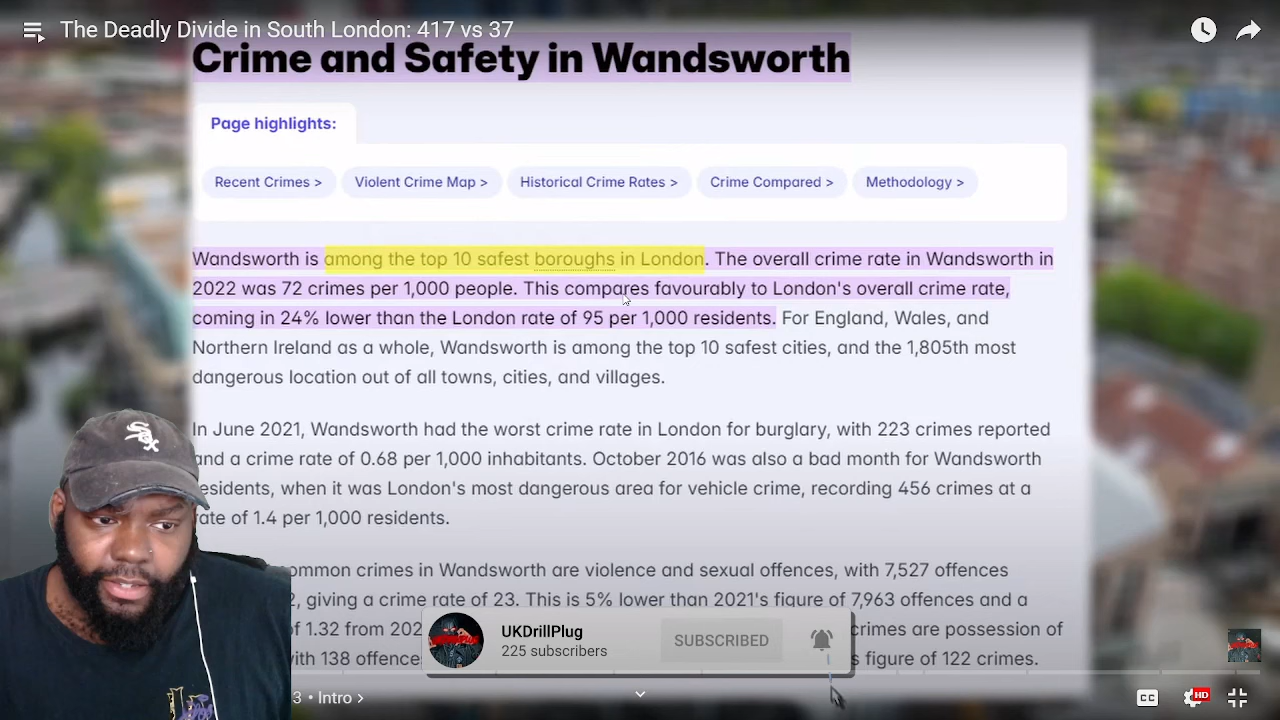 The Deadly Divide in South London: 417 vs 37
Crime and Safety in Wandsworth
Page highlights:
Recent Crimes >
Violent Crime Map >
Historical Crime Rates >
Crime Compared >
Methodology >
Wandsworth is among the top 10 safest boroughs in London. The overall crime rate in Wandsworth in
2022 was 72 crimes per 1,000 people. This compares favourably to London's overall crime rate,
coming in 24% lower than the London rate of 95 per 1,000 residents. For England, Wales, and
Northern Ireland as a whole, Wandsworth is among the top 10 safest cities, and the 1,805th most
dangerous location out of all towns, cities, and villages.
In June 2021, Wandsworth had the worst crime rate in London for burglary, with 223 crimes reported
and a crime rate of 0.68 per 1,000 inhabitants. October 2016 was also a bad month for Wandsworth
residents, when it was London's most dangerous area for vehicle crime, recording 456 crimes at a
rate of 1.4 per 1,000 residents.
common crimes in Wandsworth are violence and sexual offences, with 7,527 offences
giving a crime rate of 23. This is 5% lower than 2021's figure of 7,963 offences and a
of 1.32 from 202 crimes are possession of
with 138 offence s figure of 122 crimes.
UKDrillPlug
225 subscribers
SUBSCRIBED
3 • Intro >
CC
HD